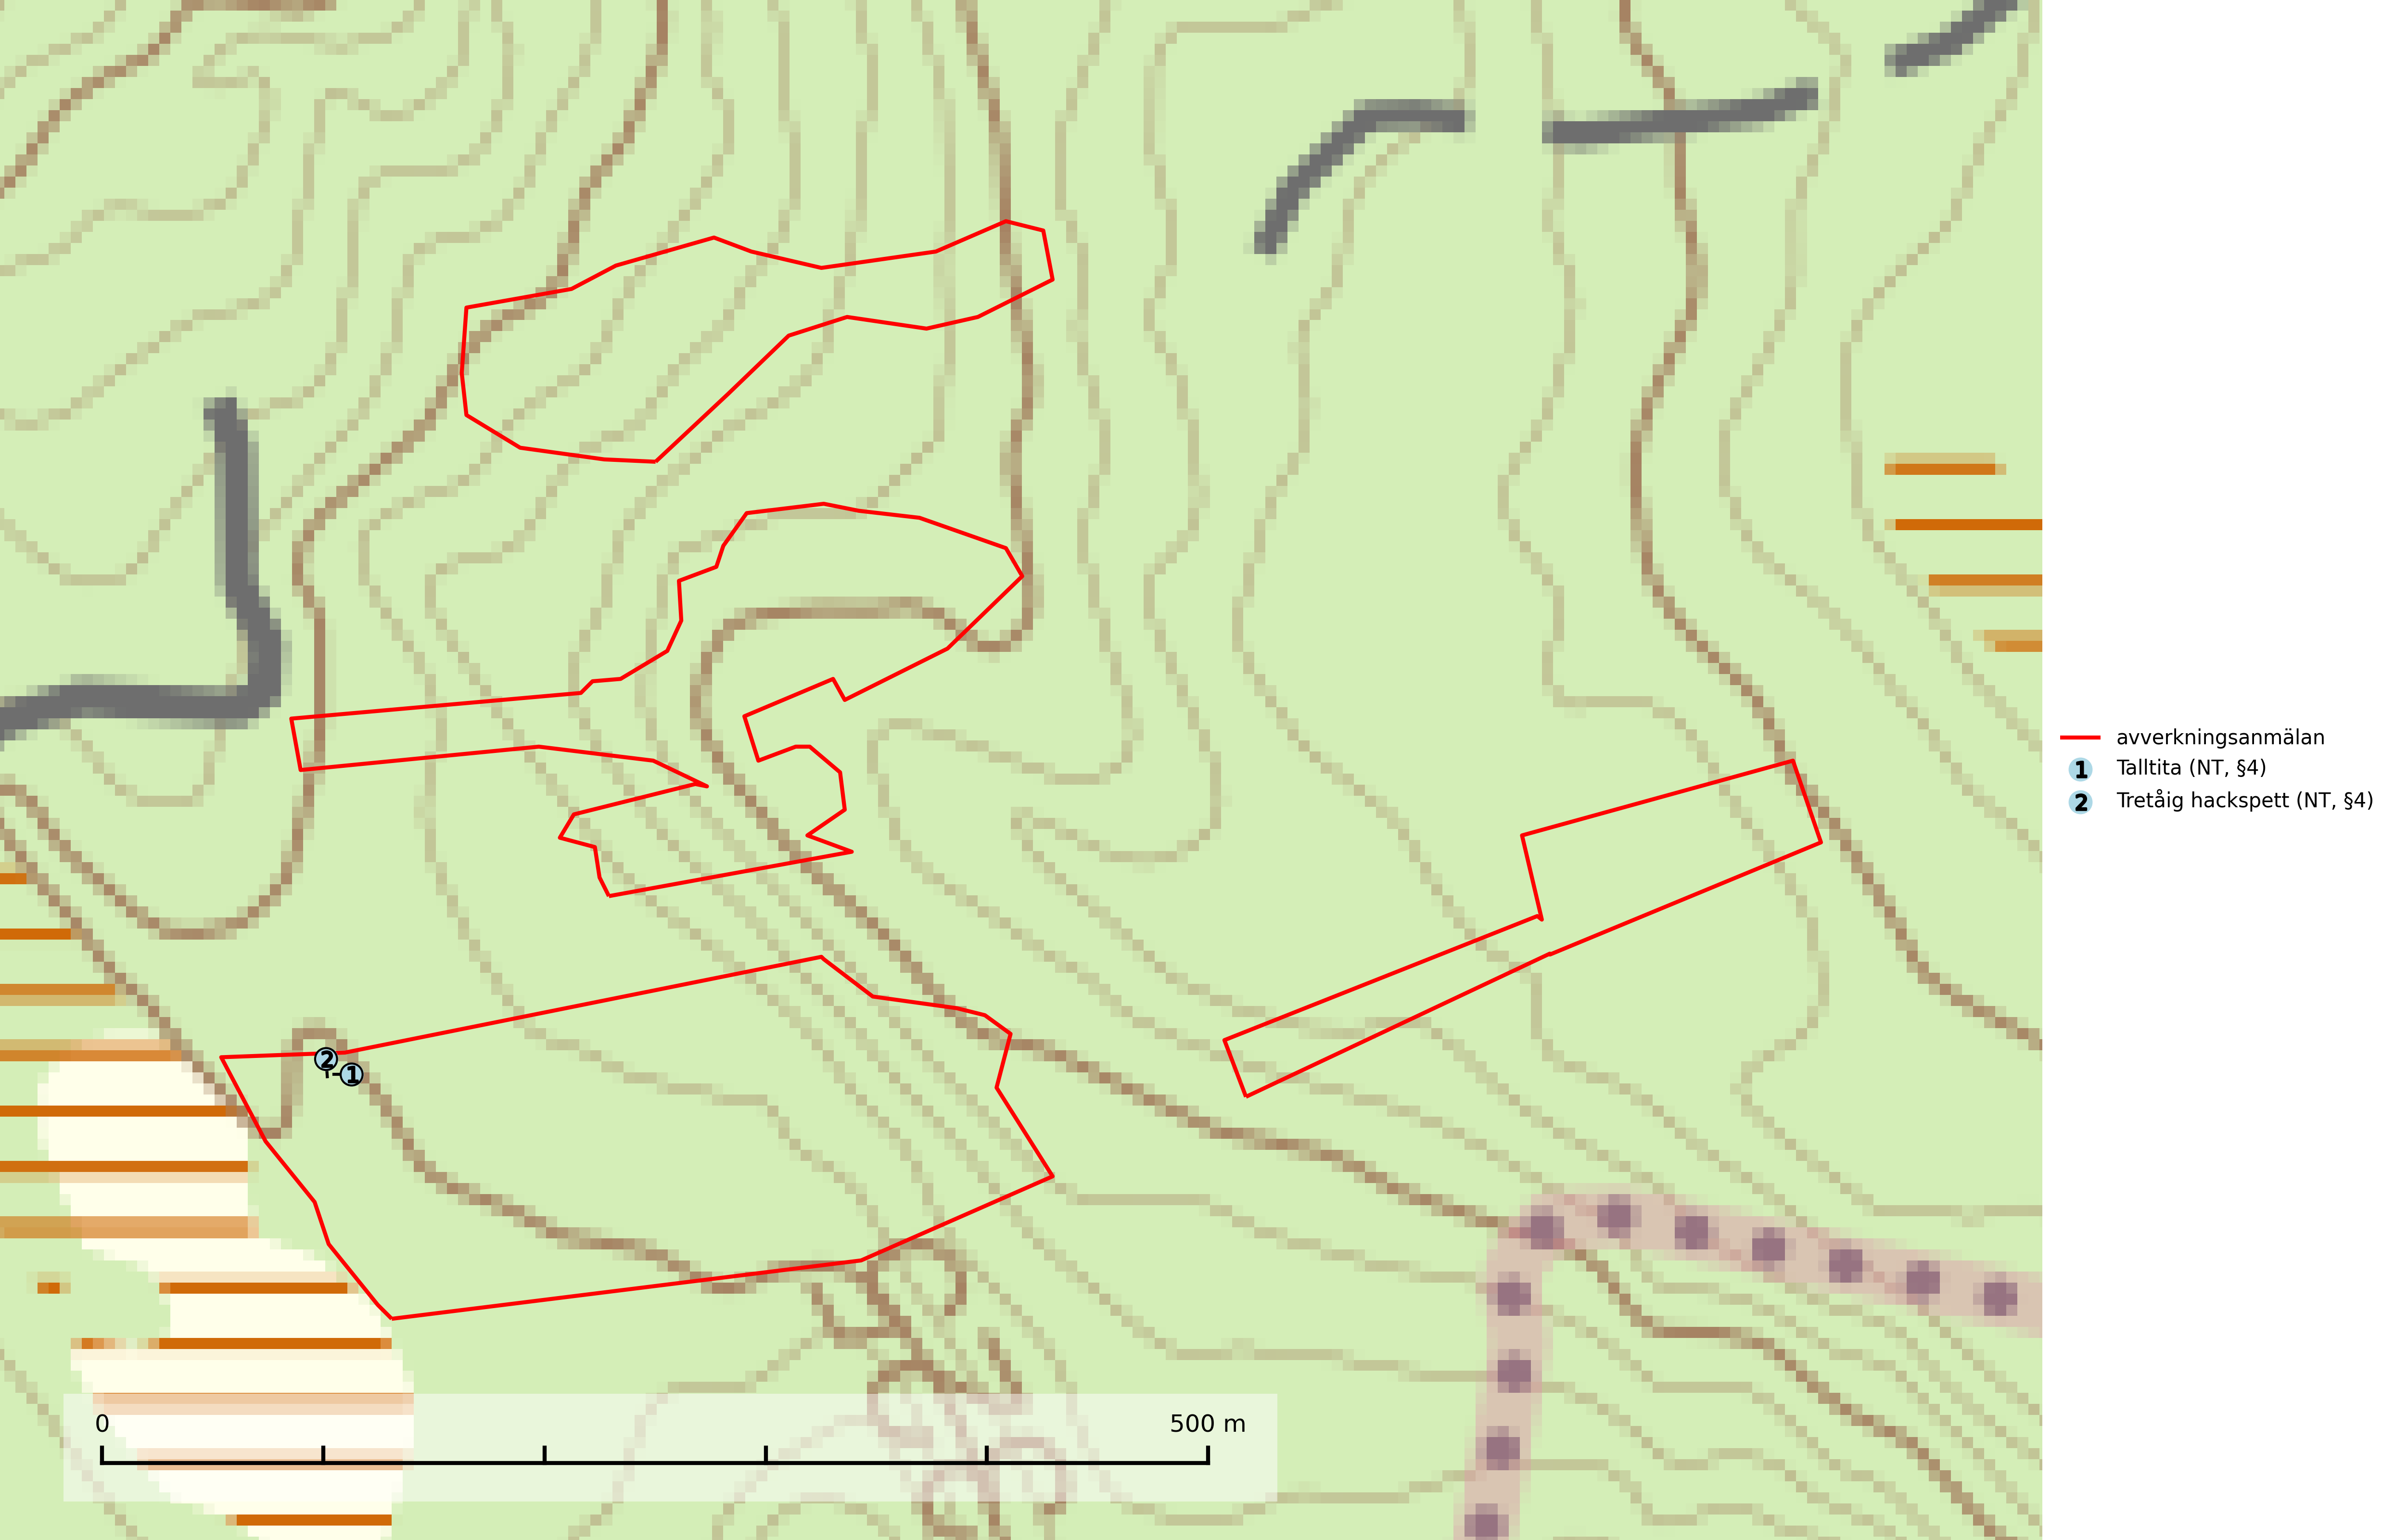 avverkningsanmälan
1 Talltita (NT, §4)
2 Tretåig hackspett (NT, §4)
2
1
0 500 m